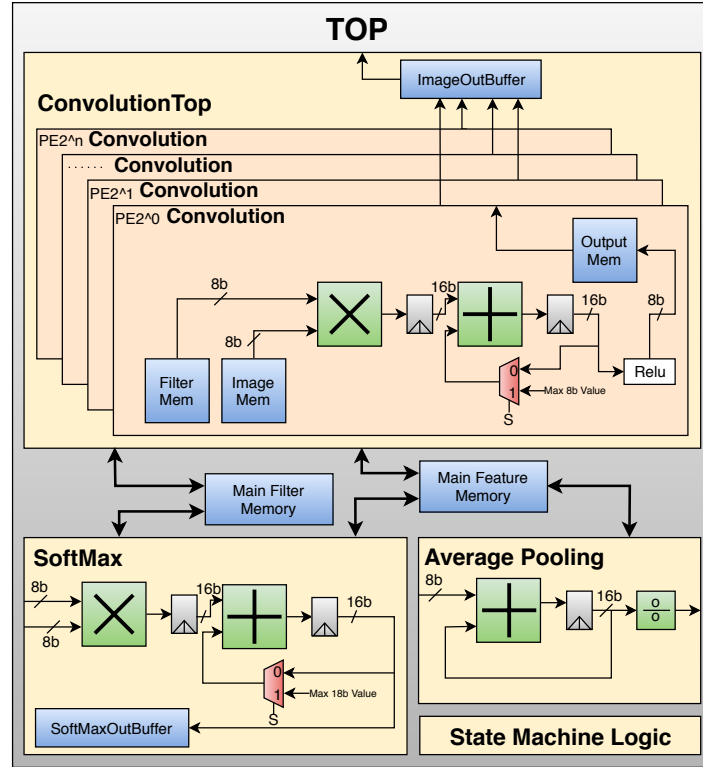 TOP
ImageOutBuffer
ConvolutionTop
PE2^n Convolution
...... Convolution
PE2^1 Convolution
PE2^0 Convolution
Output
Mem
8b
16b
16b
8b
8b
Filter
Mem
Image
Mem
0
1
Max 8b Value
S
Relu
Main Filter
Memory
Main Feature
Memory
SoftMax
8b
8b
16b
16b
0
1
Max 18b Value
S
SoftMaxOutBuffer
Average Pooling
8b
16b
o
o
State Machine Logic